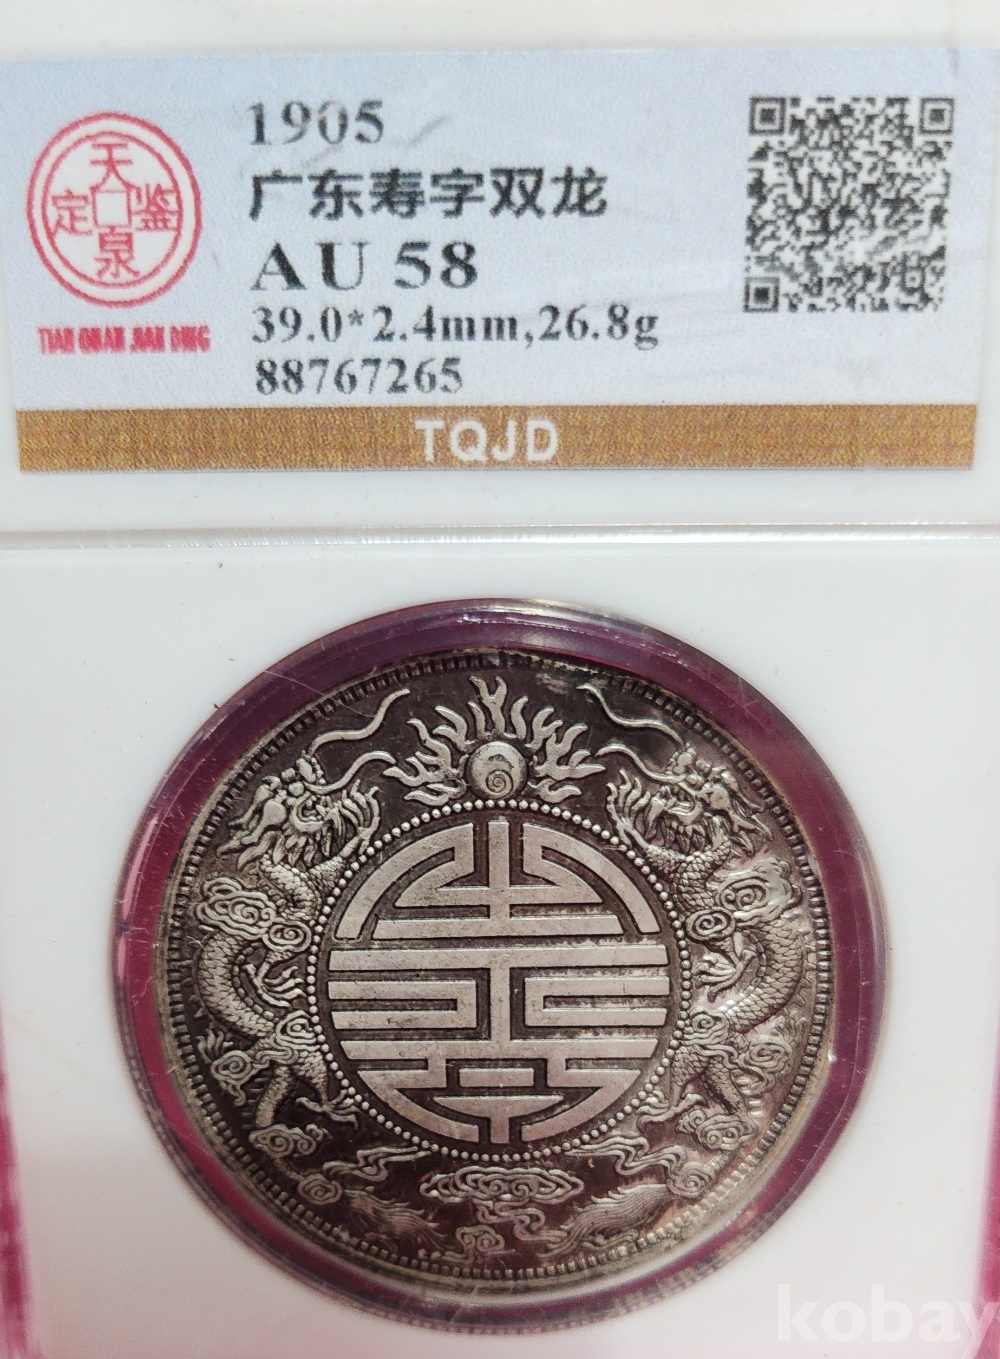 天
定 鉴
泉
TIAN QUAN JIAN DING
1905
广东寿字双龙
AU 58
39.0*2.4mm,26.8g
88767265
TQJD
kobay